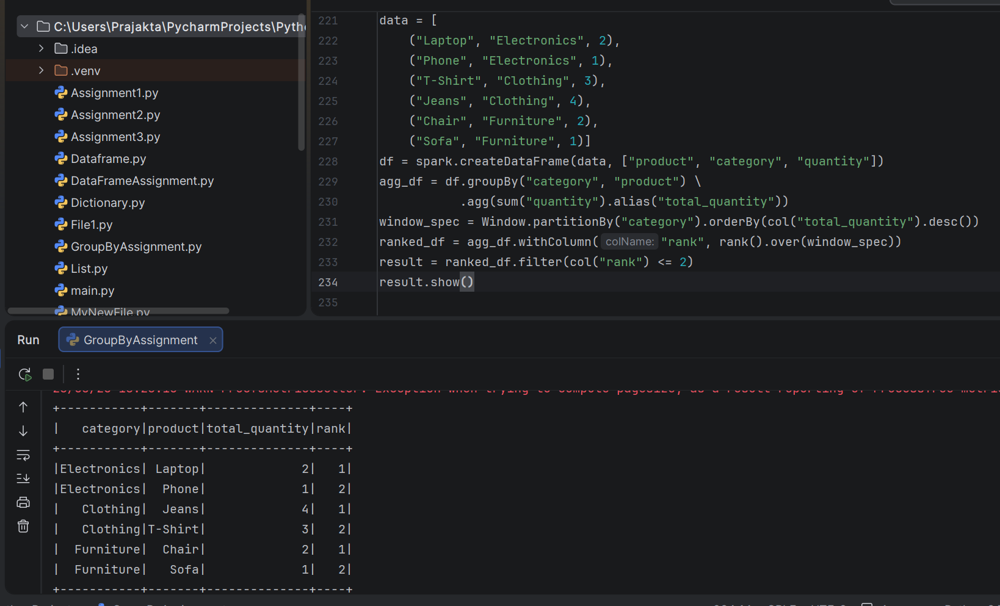 C:\Users\Prajakta\PycharmProjects\Pyth
.idea
.venv
Assignment1.py
Assignment2.py
Assignment3.py
Dataframe.py
DataFrameAssignment.py
Dictionary.py
File1.py
GroupByAssignment.py
List.py
main.py
MyNewFile.py
221 data = [
222 ("Laptop", "Electronics", 2),
223 ("Phone", "Electronics", 1),
224 ("T-Shirt", "Clothing", 3),
225 ("Jeans", "Clothing", 4),
226 ("Chair", "Furniture", 2),
227 ("Sofa", "Furniture", 1)]
228 df = spark.createDataFrame(data, ["product", "category", "quantity"])
229 agg_df = df.groupBy("category", "product") \
230 .agg(sum("quantity").alias("total_quantity"))
231 window_spec = Window.partitionBy("category").orderBy(col("total_quantity").desc())
232 ranked_df = agg_df.withColumn( colName: "rank", rank().over(window_spec))
233 result = ranked_df.filter(col("rank") <= 2)
234 result.show()
235
Run GroupByAssignment
+-----------+-------+--------------+----+
|   category|product|total_quantity|rank|
+-----------+-------+--------------+----+
|Electronics| Laptop|             2|   1|
|Electronics|  Phone|             1|   2|
|   Clothing|  Jeans|             4|   1|
|   Clothing|T-Shirt|             3|   2|
|  Furniture|  Chair|             2|   1|
|  Furniture|   Sofa|             1|   2|
+-----------+-------+--------------+----+